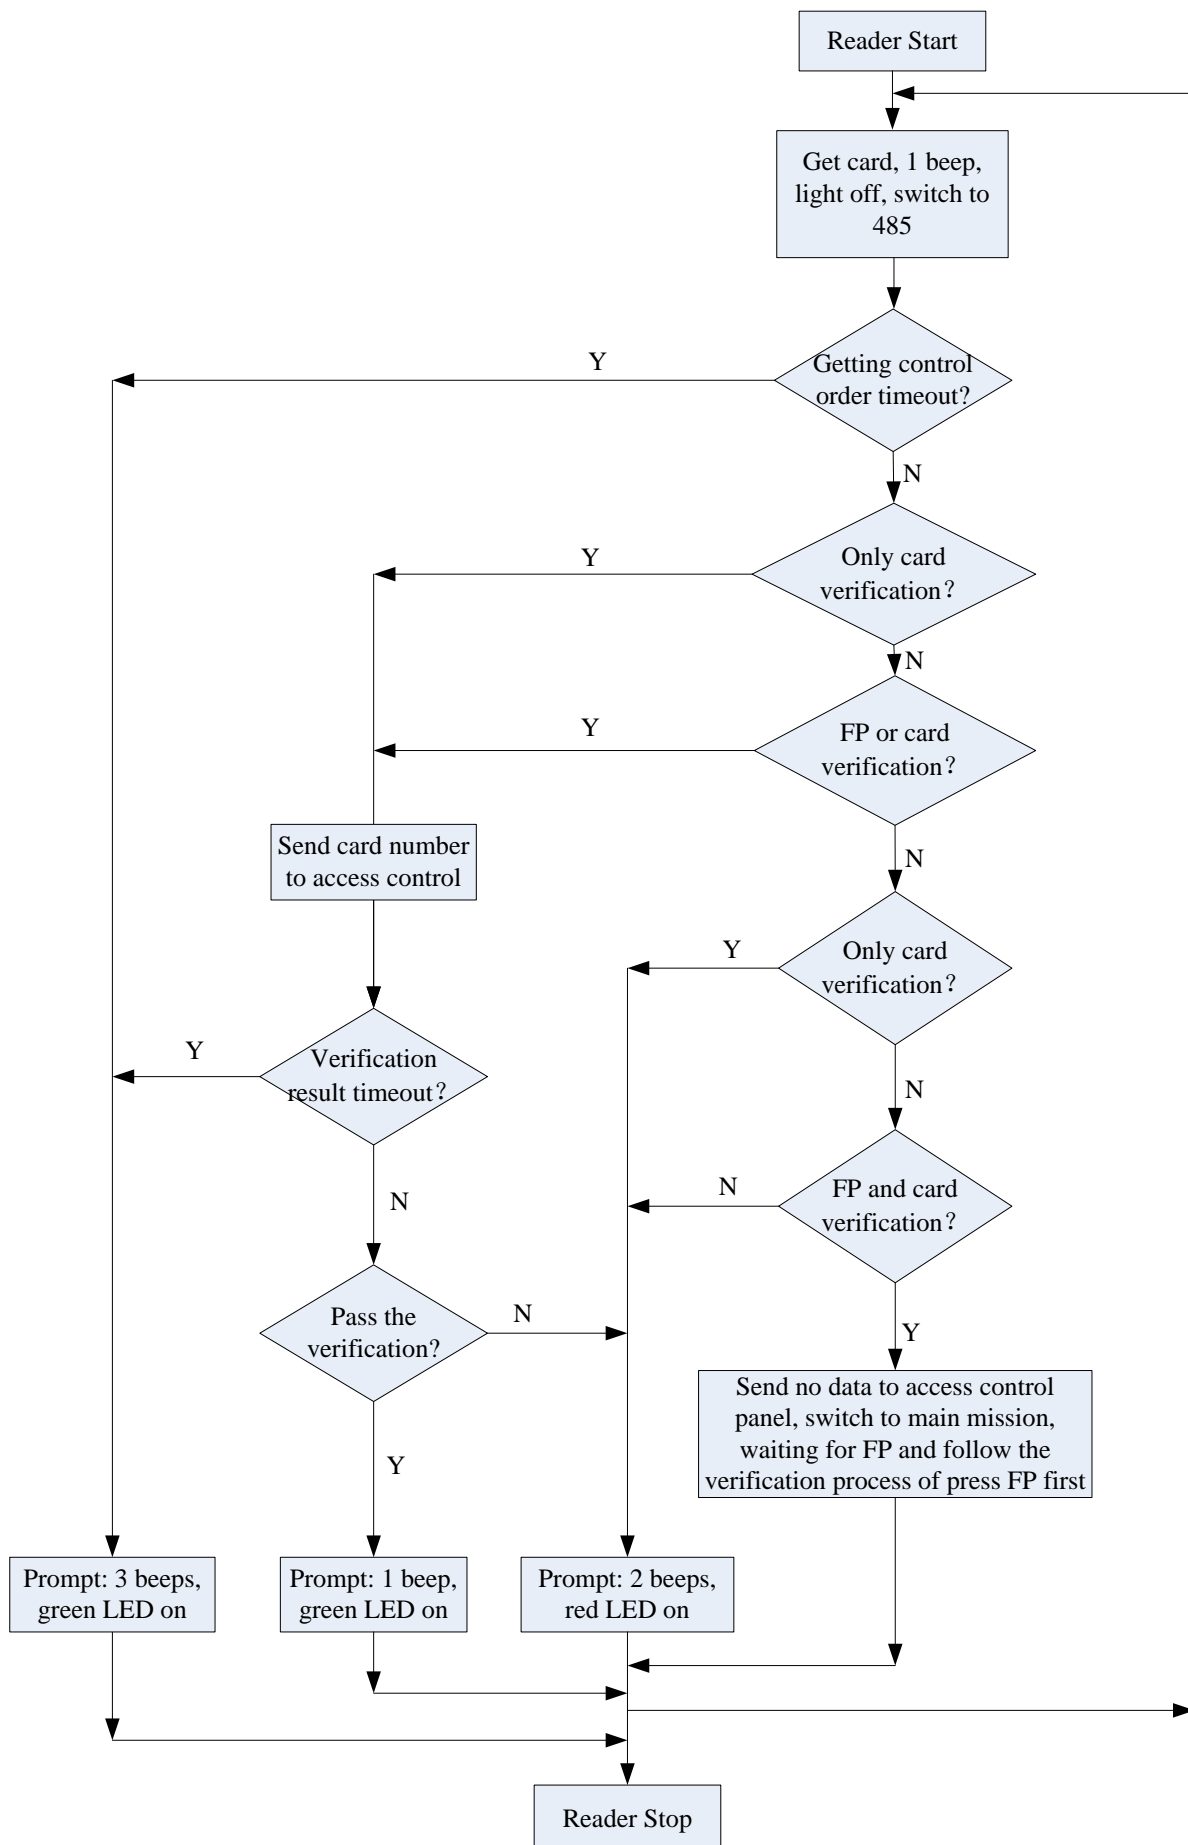 Reader Start
Get card, 1 beep,
light off, switch to
485
Getting control
order timeout?
Y
N
Only card
verification?
Y
N
FP or card
verification?
Y
N
Send card number
to access control
Only card
verification?
Y
N
Verification
result timeout?
Y
N
FP and card
verification?
N
Y
Pass the
verification?
N
Y
Send no data to access control
panel, switch to main mission,
waiting for FP and follow the
verification process of press FP first
Prompt: 3 beeps,
green LED on
Prompt: 1 beep,
green LED on
Prompt: 2 beeps,
red LED on
Reader Stop